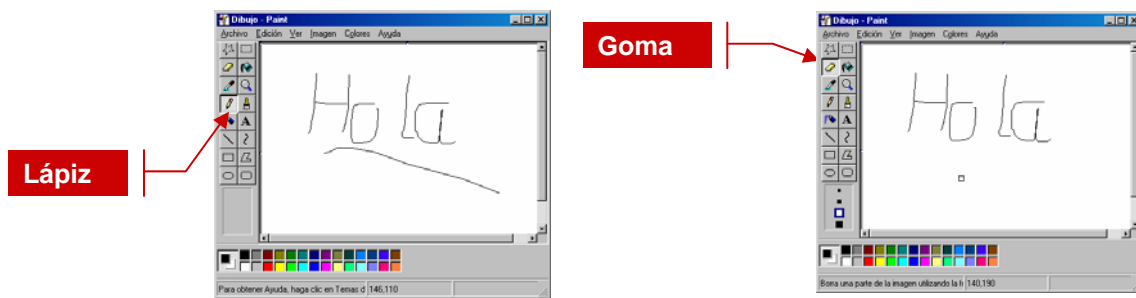 Dibujo - Paint
Archivo Edición Ver Imagen Colores Ayuda
Hola
Lápiz
Para obtener Ayuda, haga clic en Temas d 146,110
Goma
Dibujo - Paint
Archivo Edición Ver Imagen Colores Ayuda
Hola
Borra una parte de la imagen utilizando la 140,190